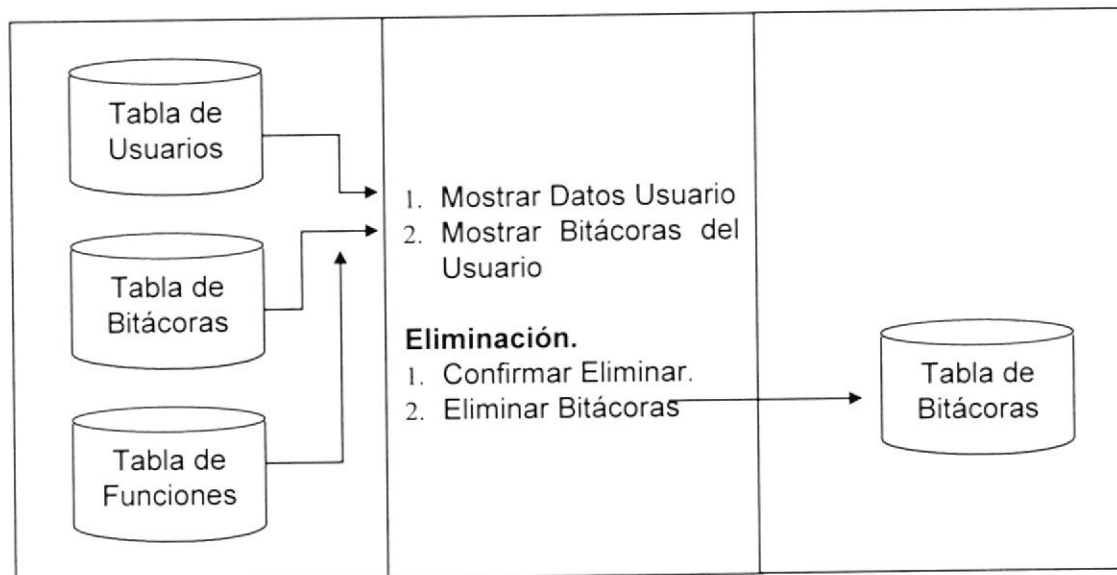 Tabla de
Usuarios
Tabla de
Bitácoras
Tabla de
Funciones
1. Mostrar Datos Usuario
2. Mostrar Bitácoras del
Usuario
Eliminación.
1. Confirmar Eliminar.
2. Eliminar Bitácoras
Tabla de
Bitácoras